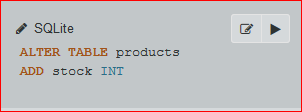 SQLite
ALTER TABLE products
ADD stock INT